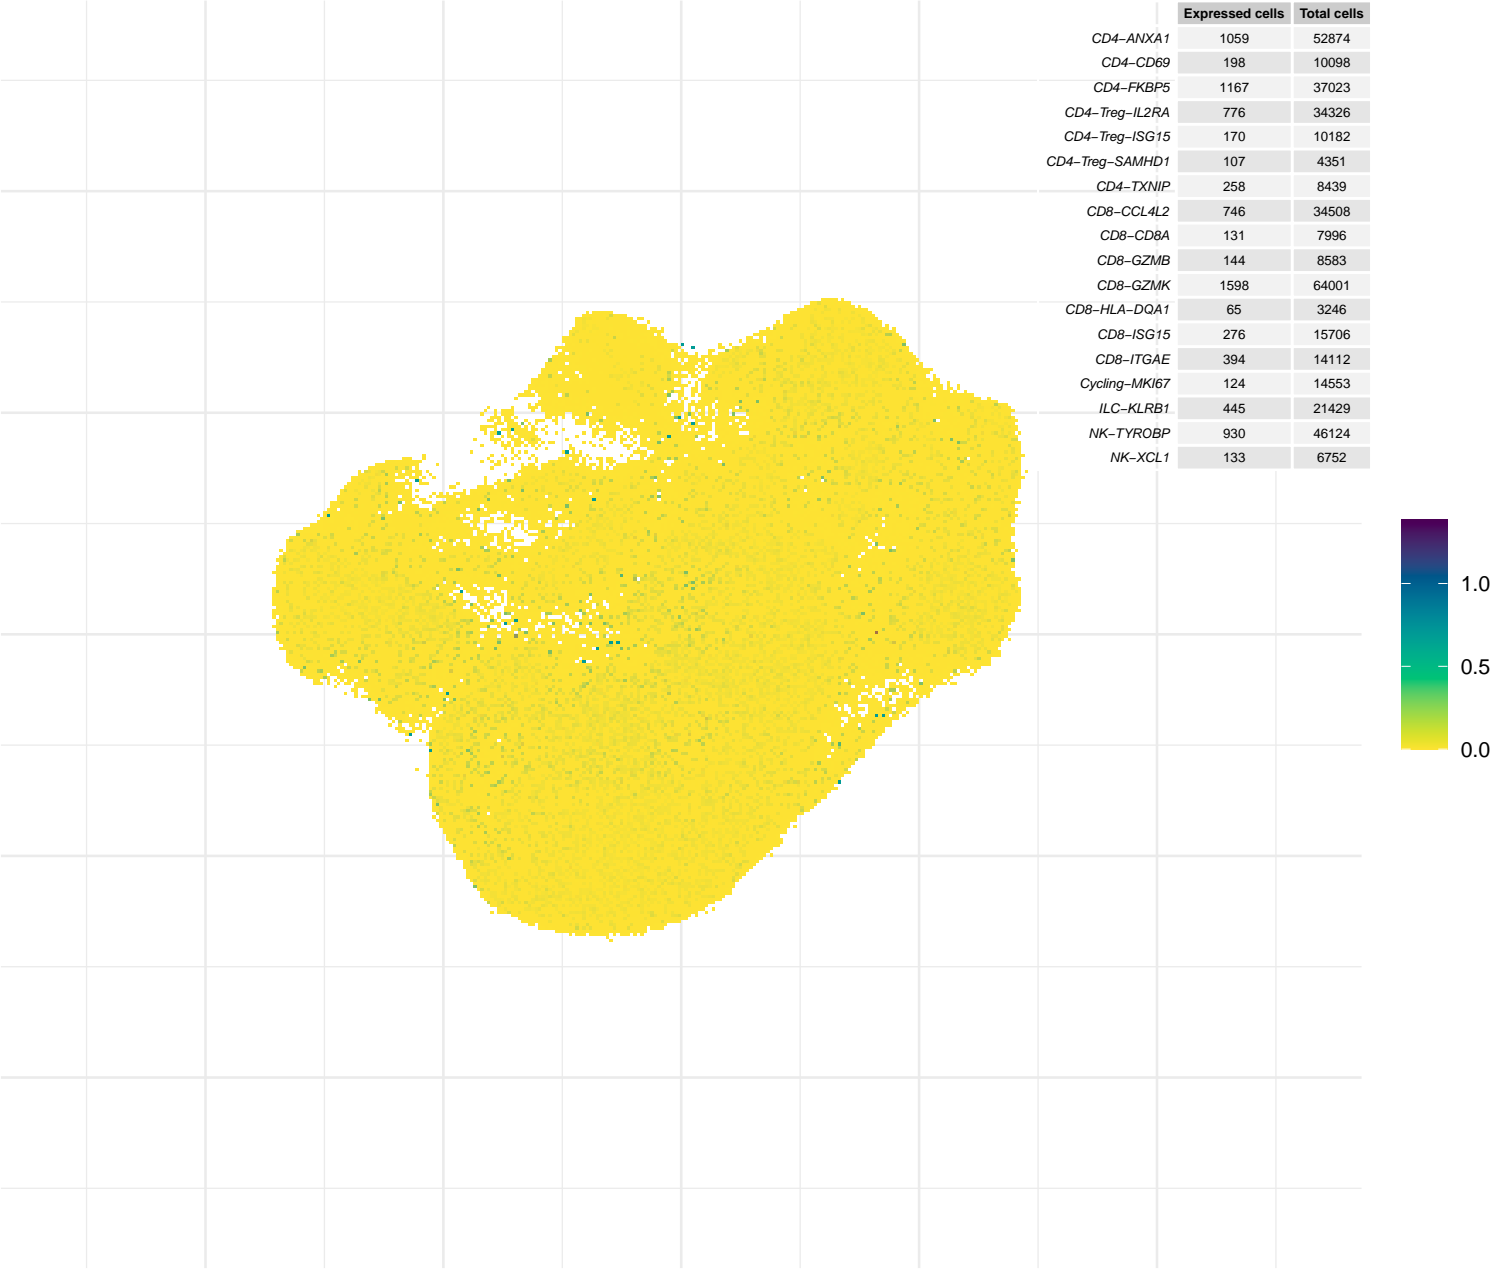 Expressed cells Total cells
CD4−ANXA1 1059 52874
CD4−CD69 198 10098
CD4−FKBP5 1167 37023
CD4−Treg−IL2RA 776 34326
CD4−Treg−ISG15 170 10182
CD4−Treg−SAMHD1 107 4351
CD4−TXNIP 258 8439
CD8−CCL4L2 746 34508
CD8−CD8A 131 7996
CD8−GZMB 144 8583
CD8−GZMK 1598 64001
CD8−HLA−DQA1 65 3246
CD8−ISG15 276 15706
CD8−ITGAE 394 14112
Cycling−MKI67 124 14553
ILC−KLRB1 445 21429
NK−TYROBP 930 46124
NK−XCL1 133 6752
1.0
0.5
0.0